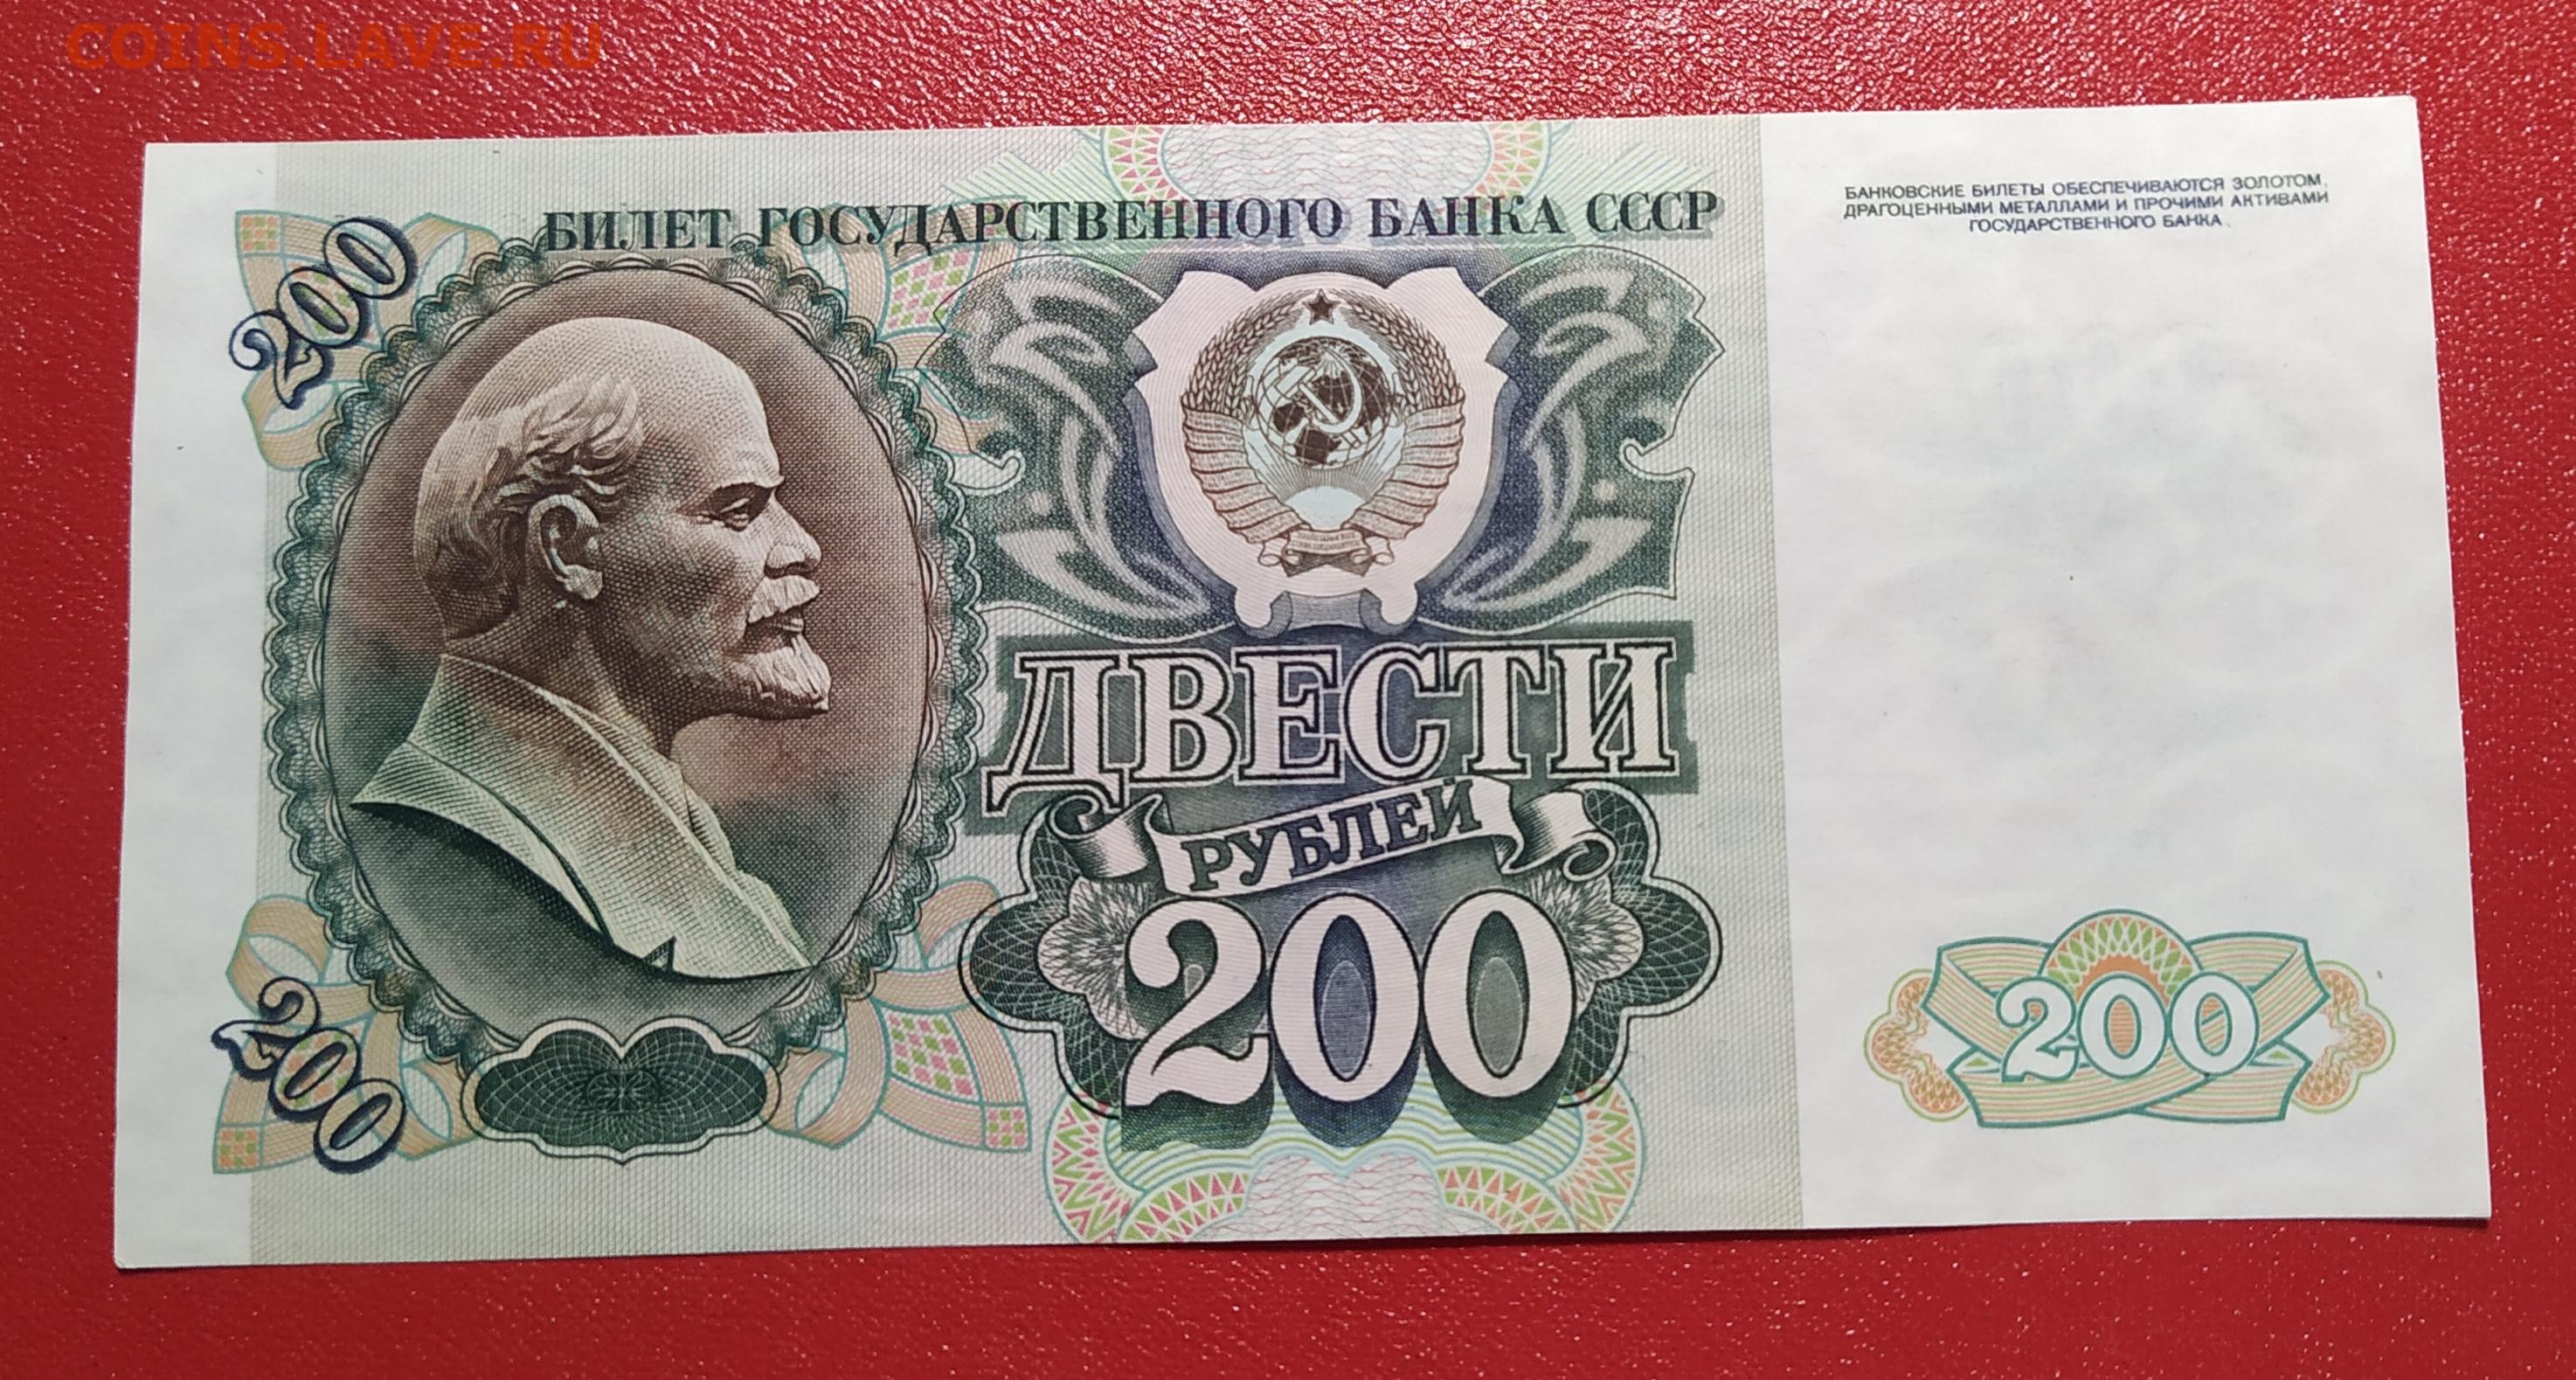 COINS.LAVE.RU
БИЛЕТ ГОСУДАРСТВЕННОГО БАНКА СССР
БАНКОВСКИЕ БИЛЕТЫ ОБЕСПЕЧИВАЮТСЯ ЗОЛОТОМ,
ДРАГОЦЕННЫМИ МЕТАЛЛАМИ И ПРОЧИМИ АКТИВАМИ
ГОСУДАРСТВЕННОГО БАНКА.
200
ДВЕСТИ
РУБЛЕЙ
200
200
200